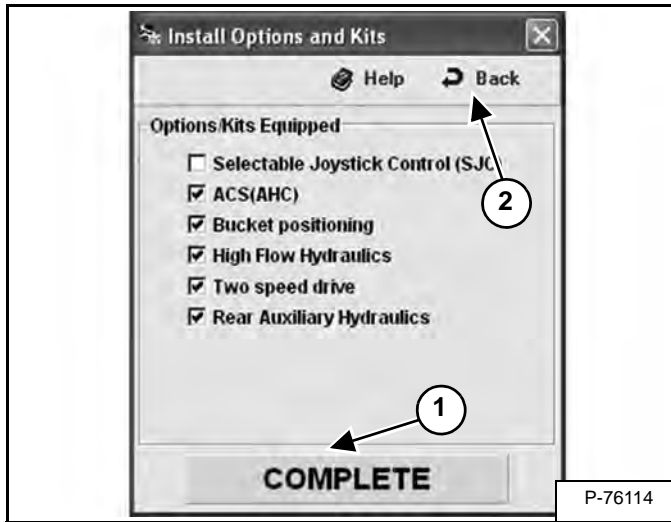 Install Options and Kits
Help Back
Options/Kits Equipped
Selectable Joystick Control (SJC)
ACS(AHC)
2
Bucket positioning
High Flow Hydraulics
Two speed drive
Rear Auxiliary Hydraulics
1
COMPLETE
P-76114